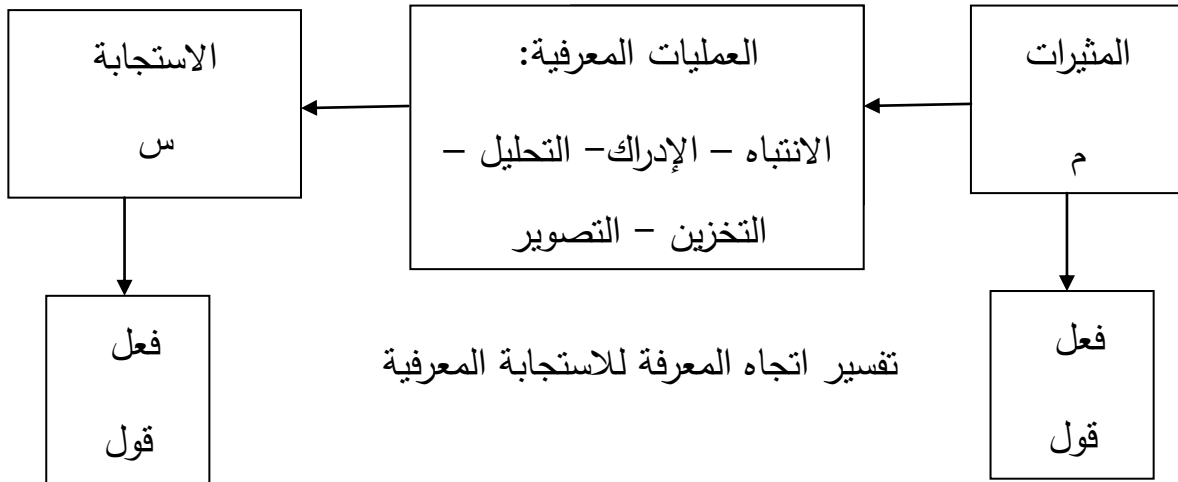 المثيرات
م
العمليات المعرفية:
الانتباه – الإدراك– التحليل –
التخزين – التصوير
الاستجابة
س
فعل
قول
تفسير اتجاه المعرفة للاستجابة المعرفية
فعل
قول